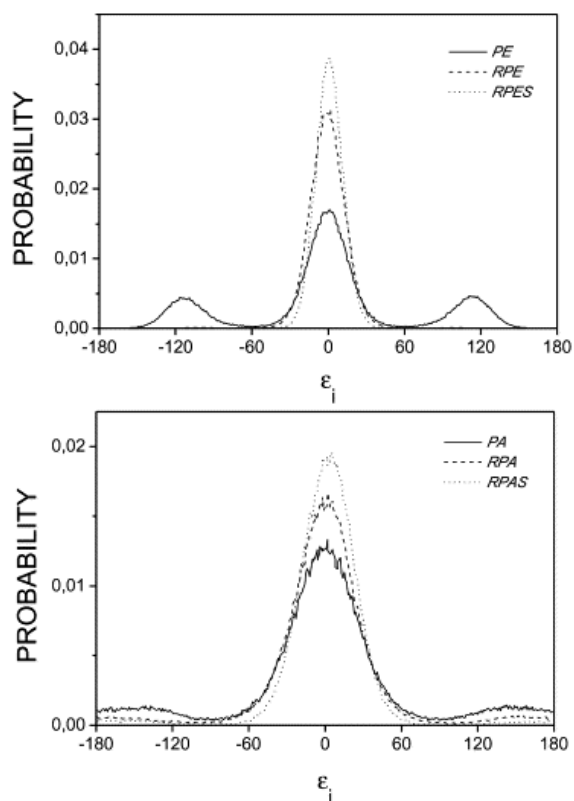 0,04
0,03
0,02
0,01
0,00
PROBABILITY
PE
RPE
RPES
-180 -120 -60 0 60 120 180
εi
0,02
0,01
0,00
PROBABILITY
PA
RPA
RPAS
-180 -120 -60 0 60 120 180
εi